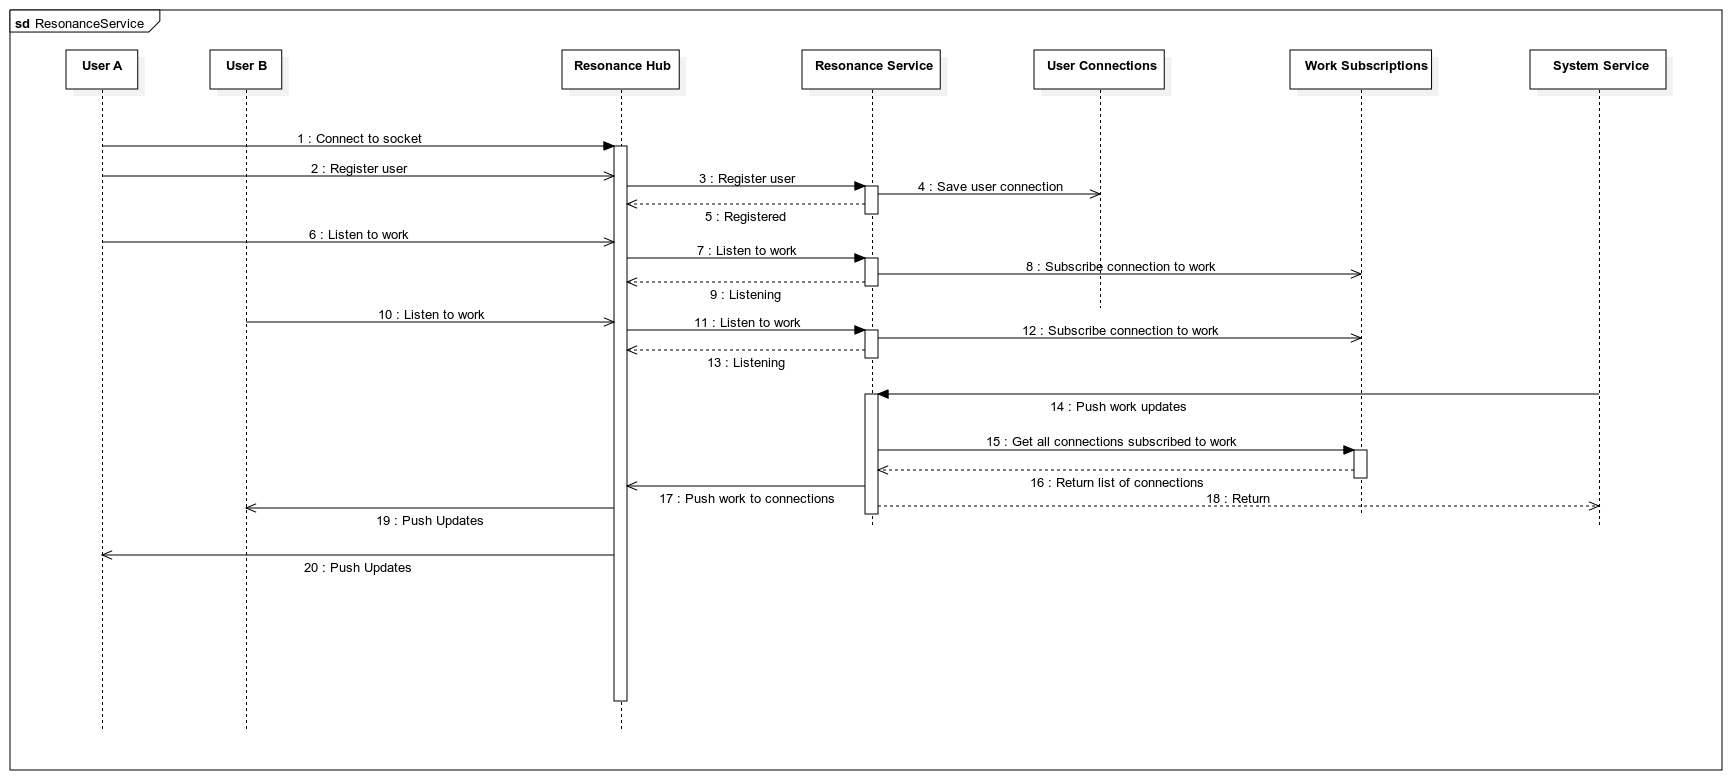 sd ResonanceService
User A
User B
Resonance Hub
Resonance Service
User Connections
Work Subscriptions
System Service
1 : Connect to socket
2 : Register user
3 : Register user
4 : Save user connection
5 : Registered
6 : Listen to work
7 : Listen to work
8 : Subscribe connection to work
9 : Listening
10 : Listen to work
11 : Listen to work
12 : Subscribe connection to work
13 : Listening
14 : Push work updates
15 : Get all connections subscribed to work
16 : Return list of connections
17 : Push work to connections
18 : Return
19 : Push Updates
20 : Push Updates